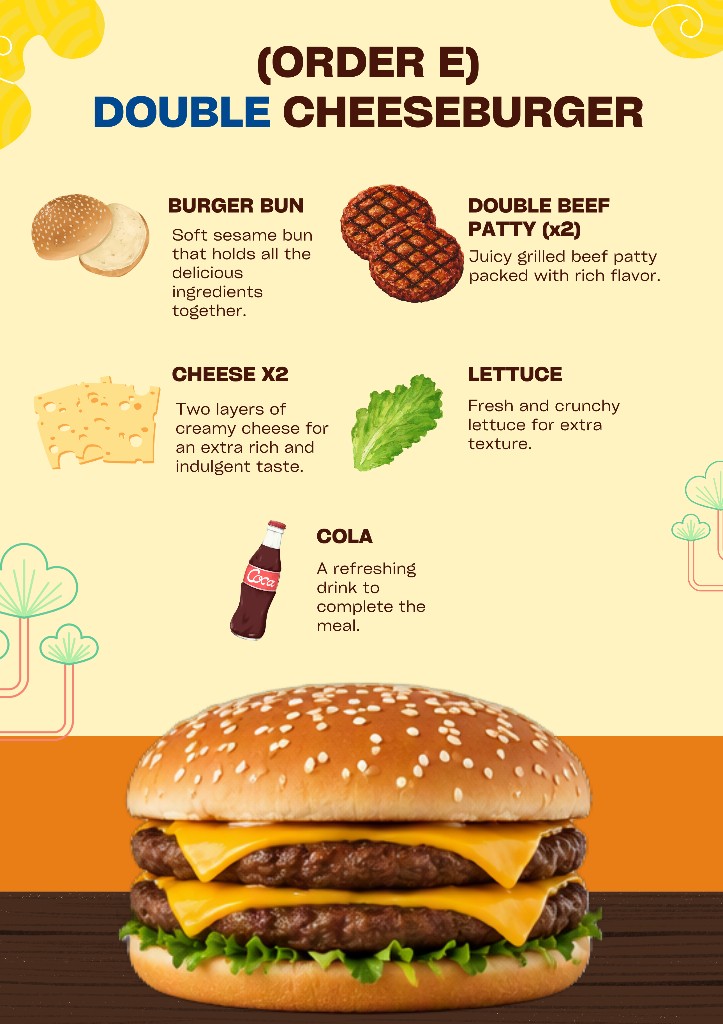 (ORDER E)
DOUBLE CHEESEBURGER
BURGER BUN
Soft sesame bun
that holds all the
delicious
ingredients
together.
DOUBLE BEEF
PATTY (x2)
Juicy grilled beef patty
packed with rich flavor.
CHEESE X2
Two layers of
creamy cheese for
an extra rich and
indulgent taste.
LETTUCE
Fresh and crunchy
lettuce for extra
texture.
Coca
COLA
A refreshing
drink to
complete the
meal.